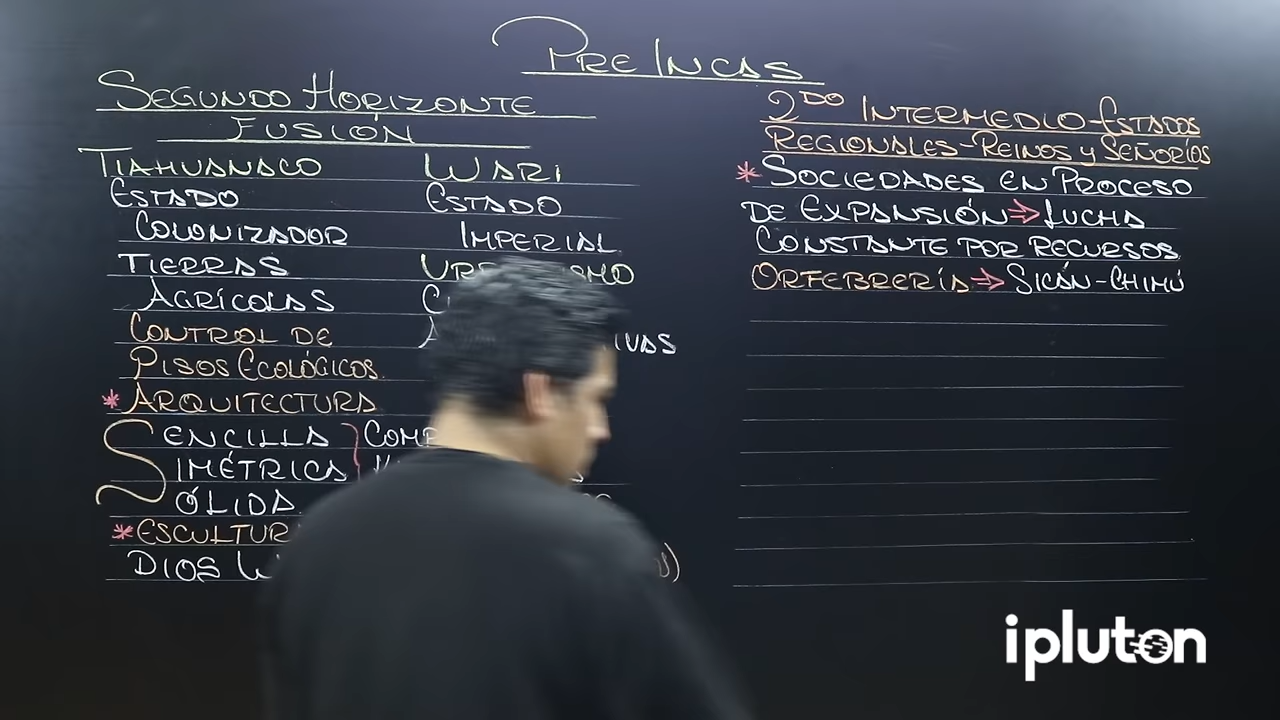 PRE INCAS
SEGUNDO HORIZONTE
FUSIÓN
TIAHUANACO
ESTADO
COLONIZADOR
TIERRAS
AGRÍCOLAS
CONTROL DE
PISOS ECOLÓGICOS.
* ARQUITECTURA
SENCILLA
SIMÉTRICA
SÓLIDA
* ESCULTUR
DIOS
WARI
ESTADO
IMPERIAL
2DO INTERMEDIO-ESTADOS
REGIONALES-REINOS Y SEÑORÍOS
* SOCIEDADES EN PROCESO
DE EXPANSIÓN⇒LUCHA
CONSTANTE POR RECURSOS
ORFEBRERÍA⇒SICÁN-CHIMÚ
ipluton